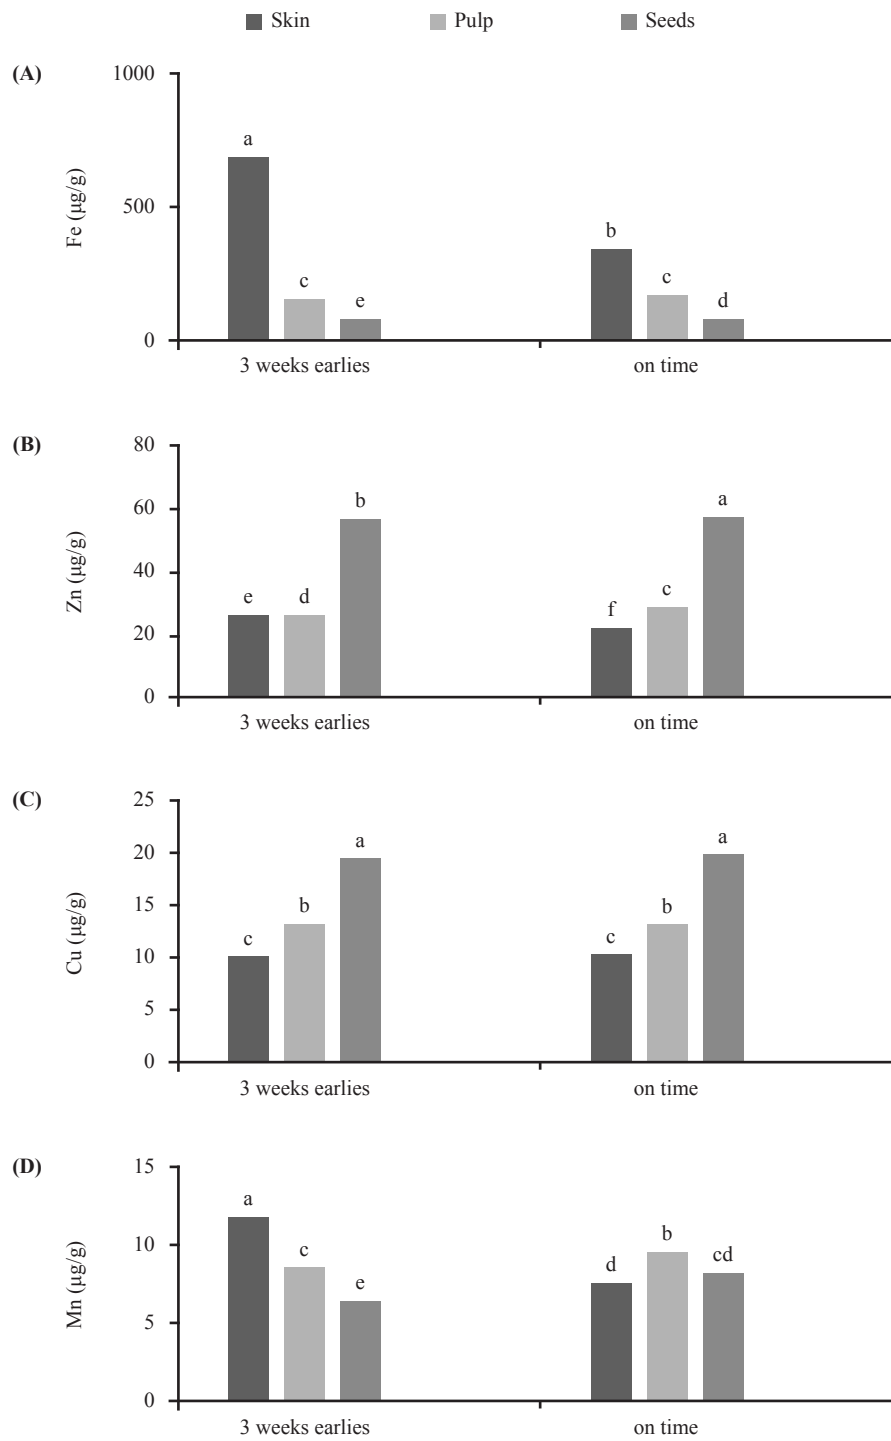 Skin Pulp Seeds
(A)
Fe (µg/g)
1000
500
0
a
c
e
b
c
d
3 weeks earlies on time
(B)
Zn (µg/g)
80
60
40
20
0
e
d
b
f
c
a
3 weeks earlies on time
(C)
Cu (µg/g)
25
20
15
10
5
0
c
b
a
c
b
a
3 weeks earlies on time
(D)
Mn (µg/g)
15
10
5
0
a
c
e
d
b
cd
3 weeks earlies on time